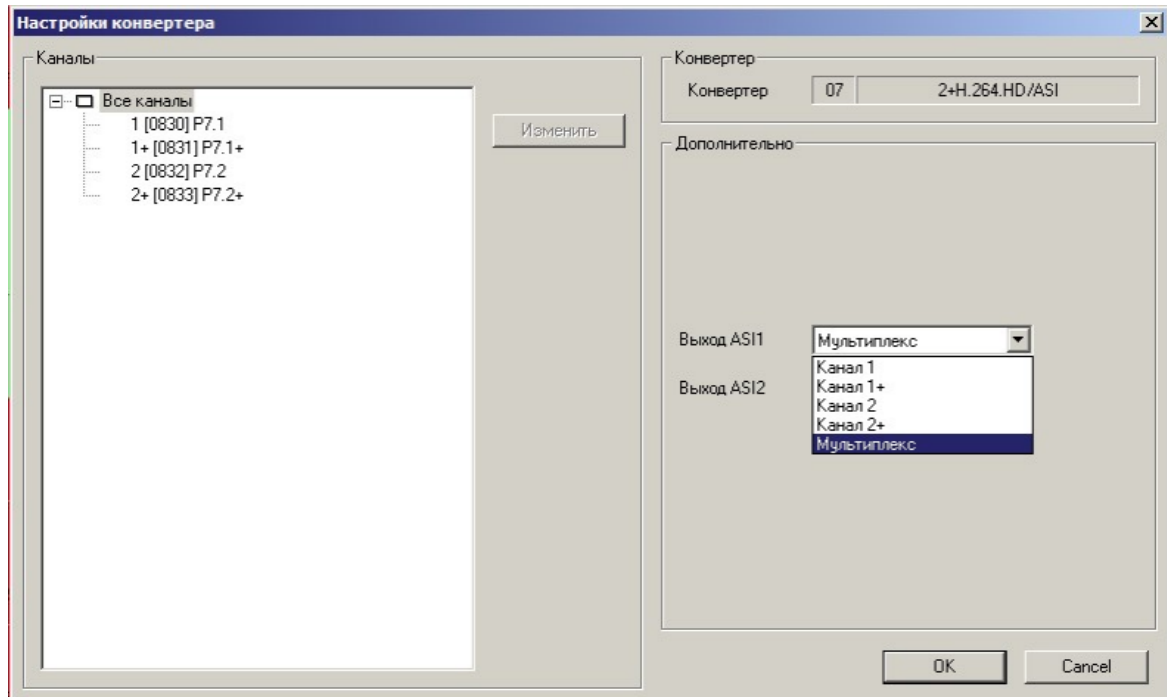 Настройки конвертера
Каналы
Все каналы
1 [0830] P7.1
1+ [0831] P7.1+
2 [0832] P7.2
2+ [0833] P7.2+
Изменить
Конвертер
Конвертер 07 2+H.264.HD/ASI
Дополнительно
Выход ASI1 Мультиплекс
Канал 1
Канал 1+
Выход ASI2
Канал 2
Канал 2+
Мультиплекс
OK Cancel